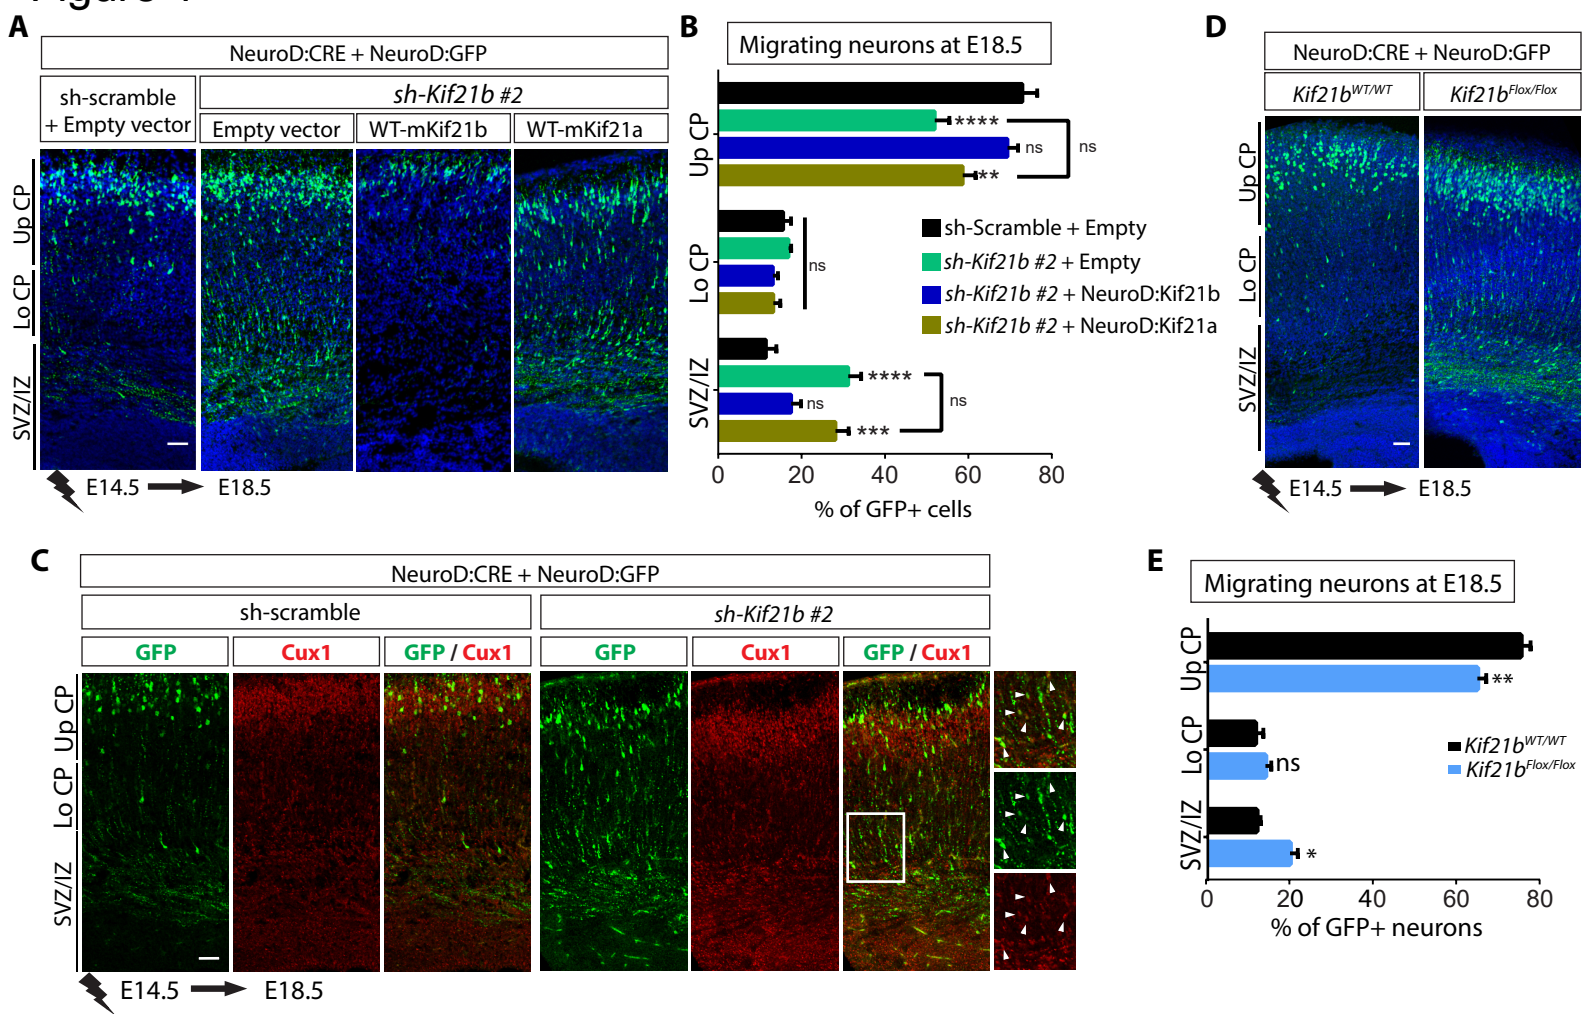 A
NeuroD:CRE + NeuroD:GFP
sh-scramble
+ Empty vector
sh-Kif21b #2
Empty vector
WT-mKif21b
WT-mKif21a
Up CP
Lo CP
SVZ/IZ
E14.5
E18.5
B
Migrating neurons at E18.5
Up CP
****
ns
**
ns
Lo CP
ns
SVZ/IZ
****
ns
***
ns
sh-Scramble + Empty
sh-Kif21b #2 + Empty
sh-Kif21b #2 + NeuroD:Kif21b
sh-Kif21b #2 + NeuroD:Kif21a
0 20 40 60 80
% of GFP+ cells
C
NeuroD:CRE + NeuroD:GFP
sh-scramble
sh-Kif21b #2
GFP
Cux1
GFP / Cux1
GFP
Cux1
GFP / Cux1
Up CP
Lo CP
SVZ/IZ
E14.5
E18.5
D
NeuroD:CRE + NeuroD:GFP
Kif21bWT/WT
Kif21bFlox/Flox
Up CP
Lo CP
SVZ/IZ
E14.5
E18.5
E
Migrating neurons at E18.5
Up CP
**
Lo CP
ns
SVZ/IZ
*
Kif21bWT/WT
Kif21bFlox/Flox
0 20 40 60 80
% of GFP+ neurons